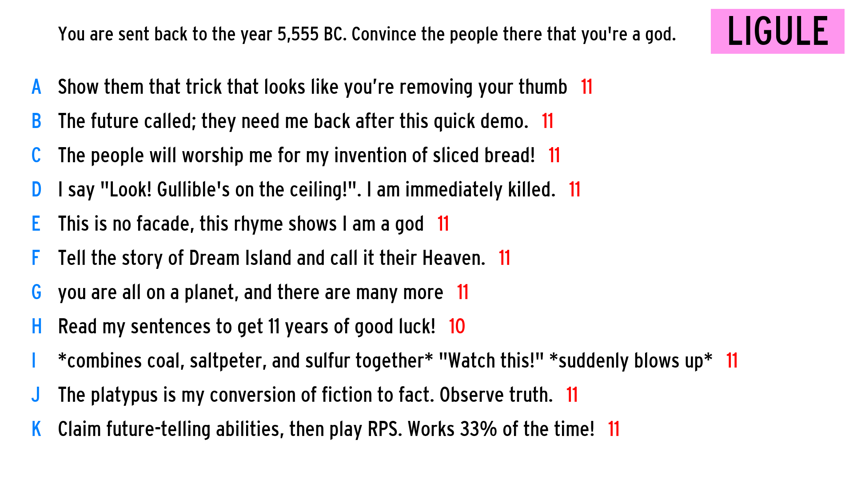 You are sent back to the year 5,555 BC. Convince the people there that you're a god.
LIGULE
A Show them that trick that looks like you’re removing your thumb 11
B The future called; they need me back after this quick demo. 11
C The people will worship me for my invention of sliced bread! 11
D I say "Look! Gullible's on the ceiling!". I am immediately killed. 11
E This is no facade, this rhyme shows I am a god 11
F Tell the story of Dream Island and call it their Heaven. 11
G you are all on a planet, and there are many more 11
H Read my sentences to get 11 years of good luck! 10
I *combines coal, saltpeter, and sulfur together* "Watch this!" *suddenly blows up* 11
J The platypus is my conversion of fiction to fact. Observe truth. 11
K Claim future-telling abilities, then play RPS. Works 33% of the time! 11